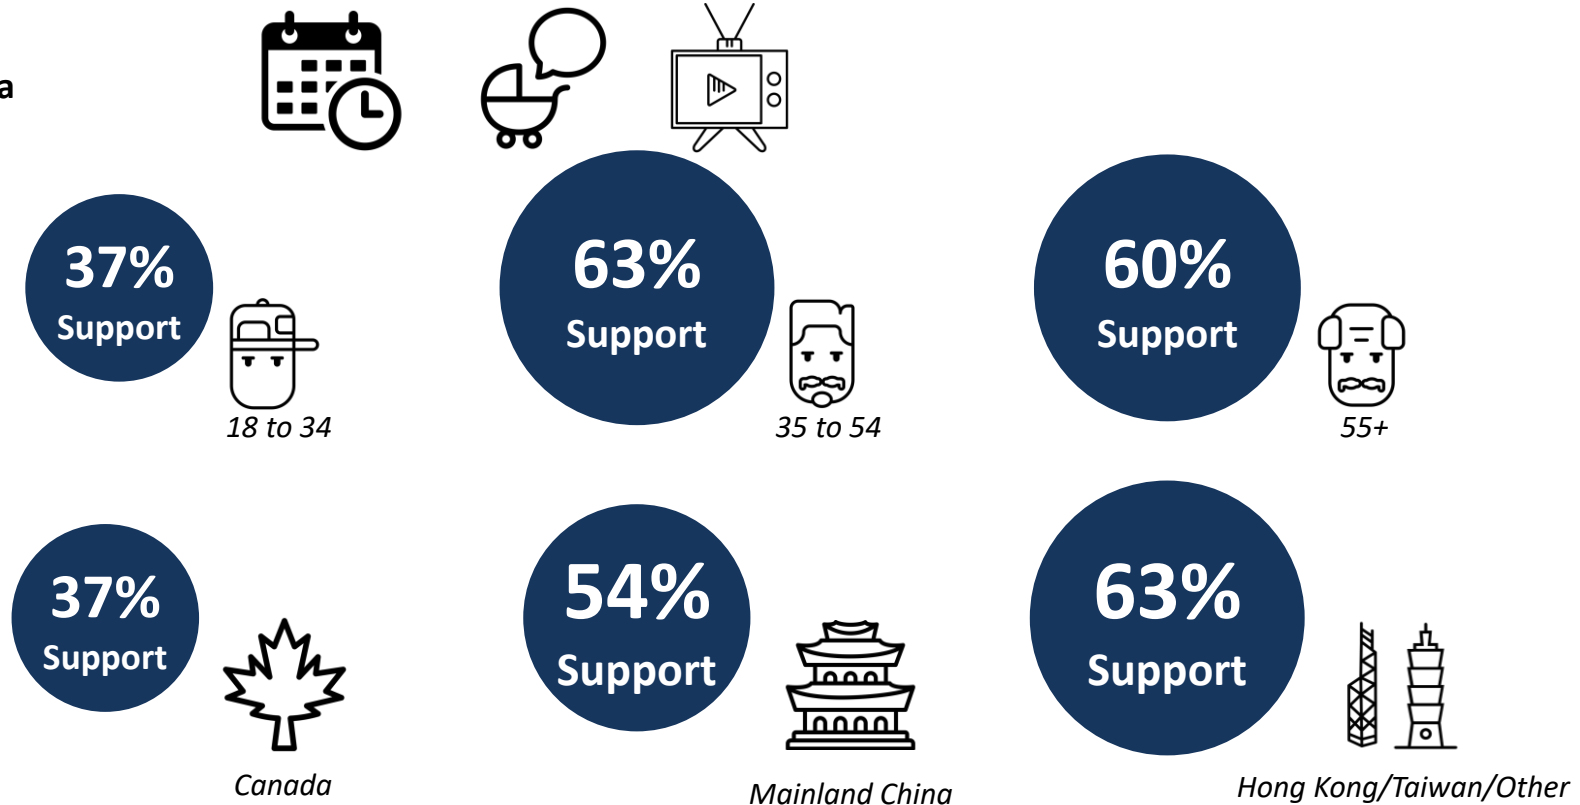 a
37%
Support
18 to 34
63%
Support
35 to 54
60%
Support
55+
37%
Support
Canada
54%
Support
Mainland China
63%
Support
Hong Kong/Taiwan/Other